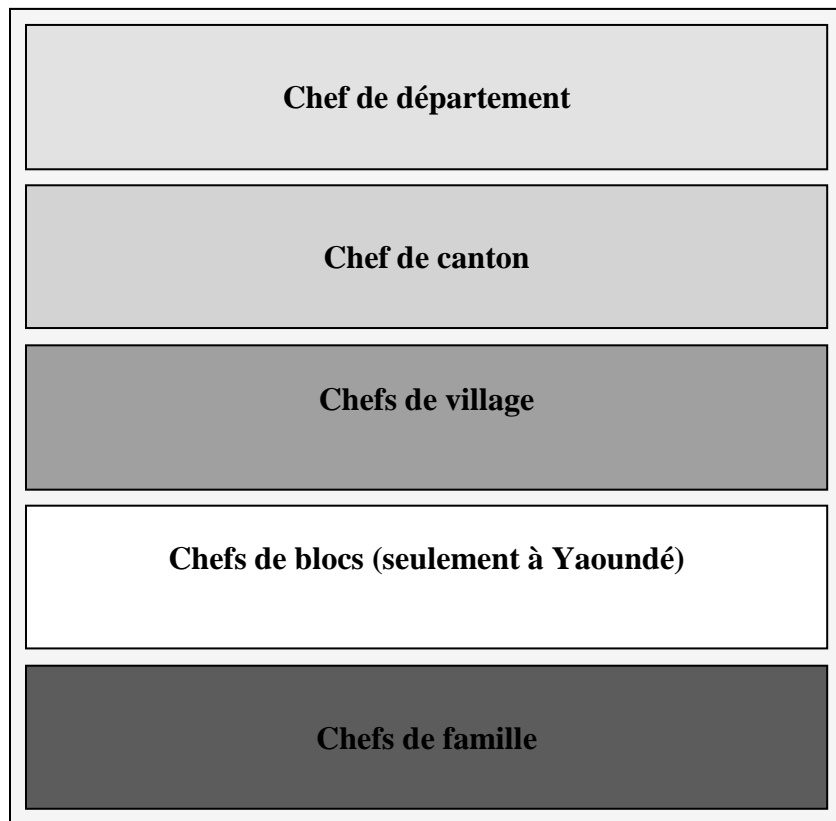 Chef de département
Chef de canton
Chefs de village
Chefs de blocs (seulement à Yaoundé)
Chefs de famille